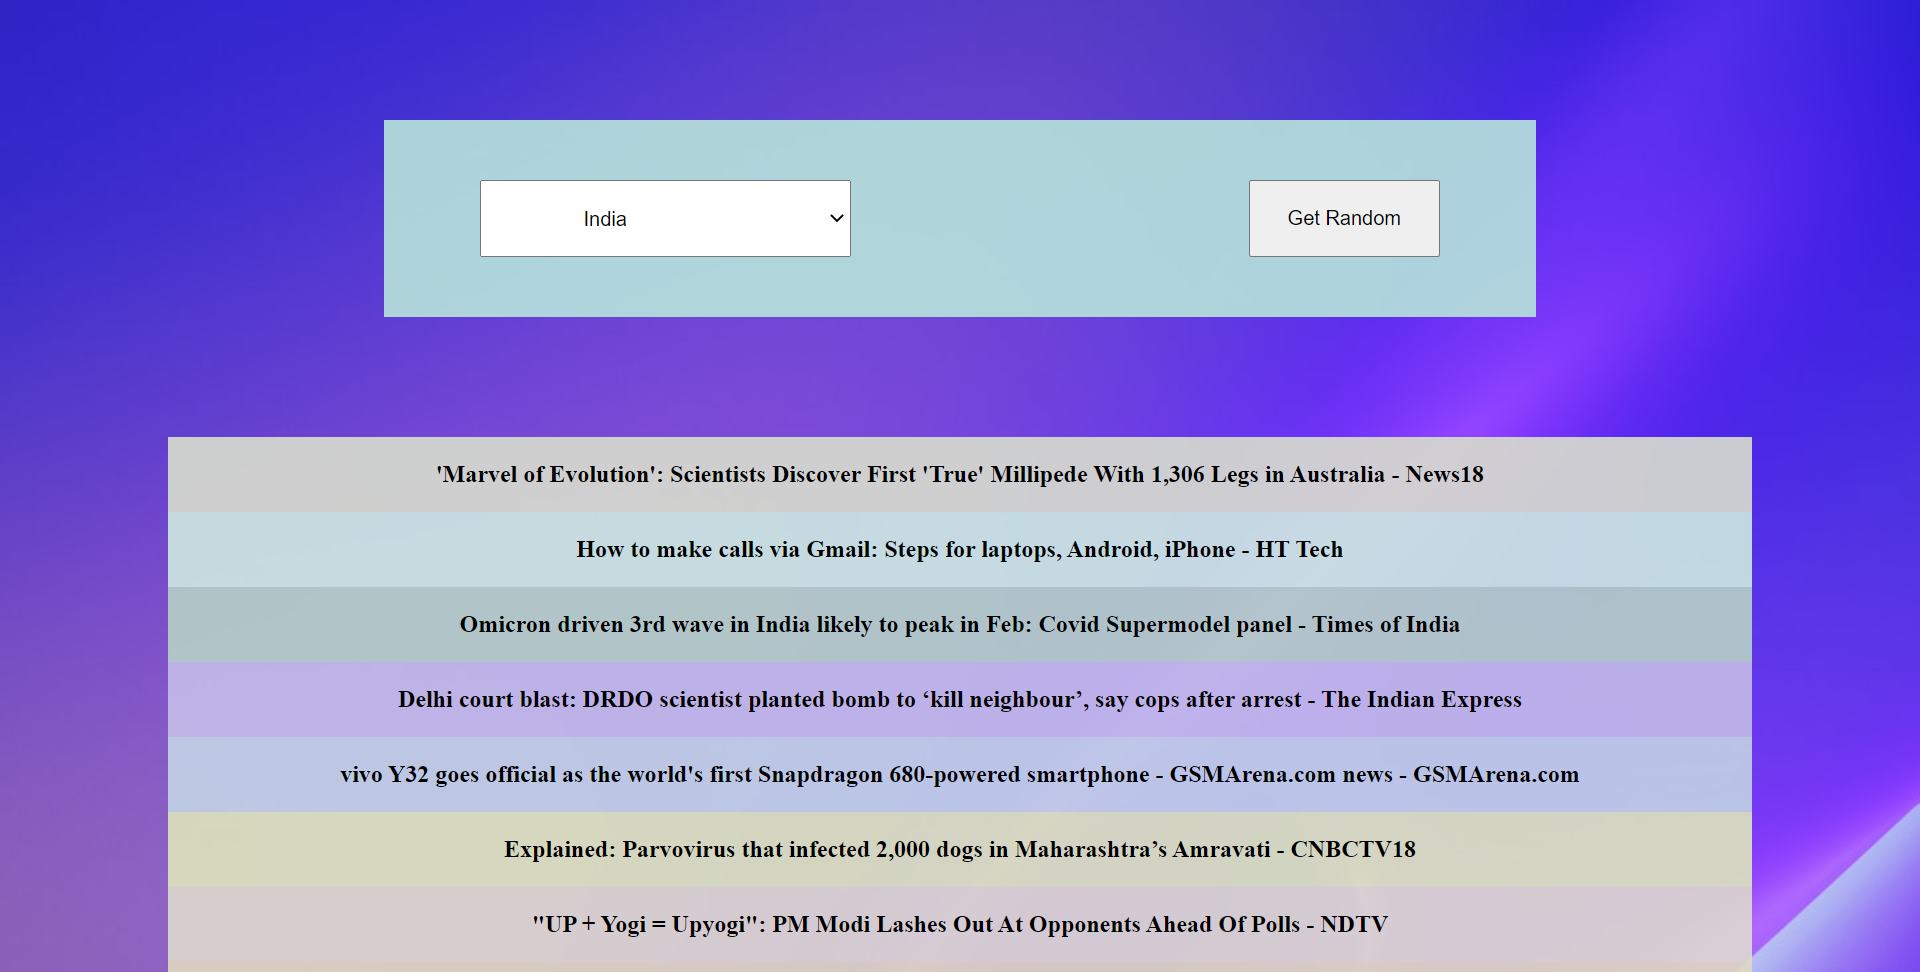 India
Get Random
'Marvel of Evolution': Scientists Discover First 'True' Millipede With 1,306 Legs in Australia - News18
How to make calls via Gmail: Steps for laptops, Android, iPhone - HT Tech
Omicron driven 3rd wave in India likely to peak in Feb: Covid Supermodel panel - Times of India
Delhi court blast: DRDO scientist planted bomb to ‘kill neighbour’, say cops after arrest - The Indian Express
vivo Y32 goes official as the world's first Snapdragon 680-powered smartphone - GSMArena.com news - GSMArena.com
Explained: Parvovirus that infected 2,000 dogs in Maharashtra’s Amravati - CNBCTV18
"UP + Yogi = Upyogi": PM Modi Lashes Out At Opponents Ahead Of Polls - NDTV